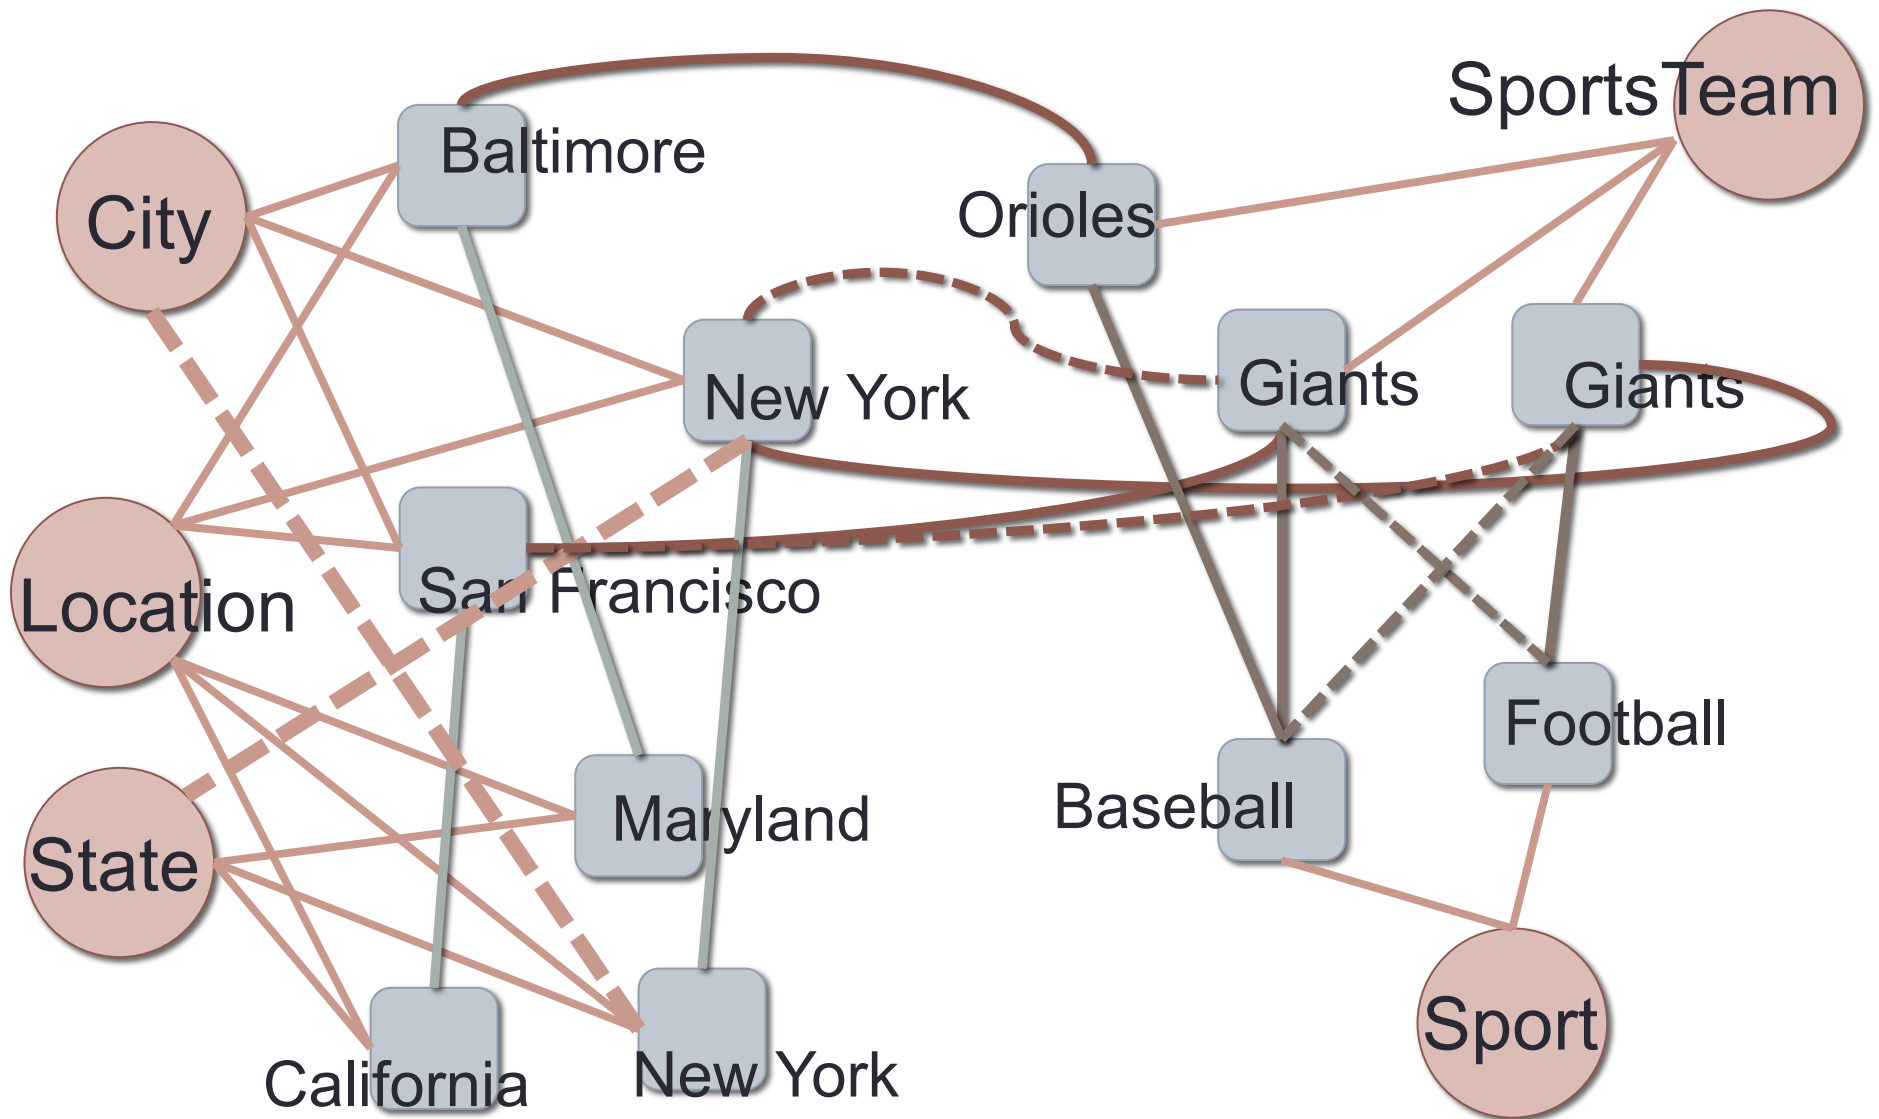 SportsTeam
Baltimore
City
Orioles
New York
Giants
Giants
San Francisco
Location
Football
Maryland
Baseball
State
Sport
California
New York